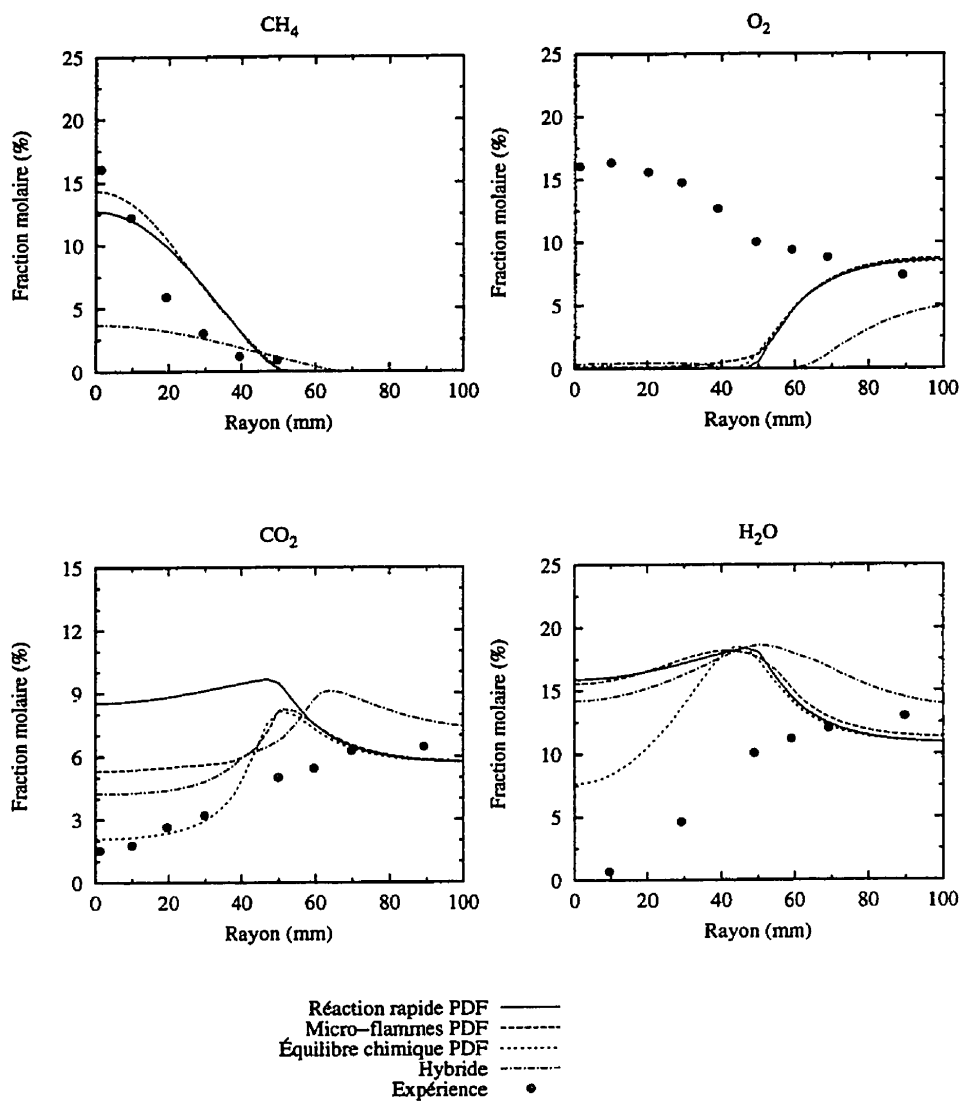 CH4
O2
25
20
15
10
5
0
Fraction molaire (%)
0 20 40 60 80 100
Rayon (mm)
25
20
15
10
5
0
Fraction molaire (%)
0 20 40 60 80 100
Rayon (mm)
CO2
H2O
15
12
9
6
3
0
Fraction molaire (%)
0 20 40 60 80 100
Rayon (mm)
25
20
15
10
5
0
Fraction molaire (%)
0 20 40 60 80 100
Rayon (mm)
Réaction rapide PDF
Micro-flammes PDF
Équilibre chimique PDF
Hybride
Expérience